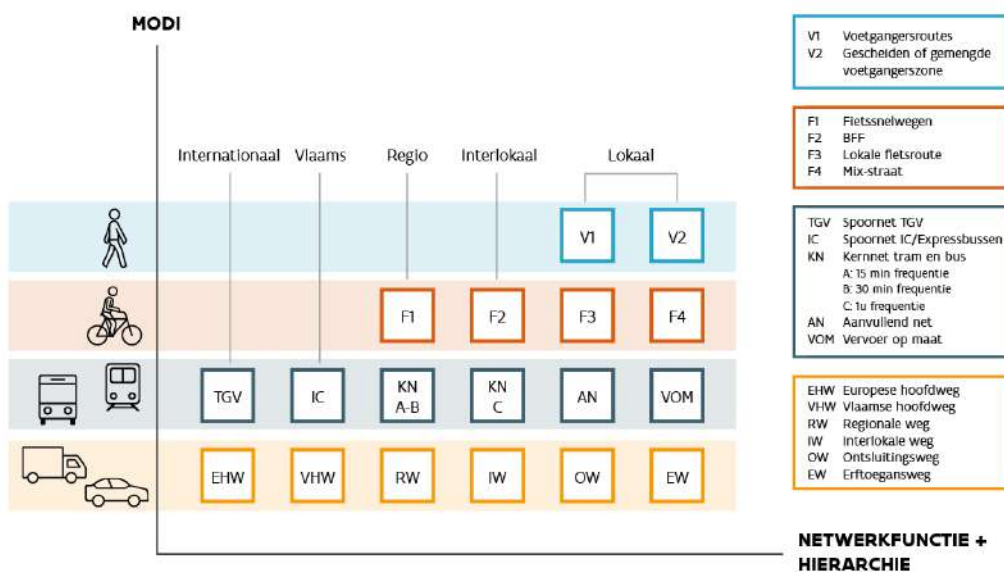 MODI
Internationaal Vlaams Regio Interlokaal Lokaal
V1 V2
F1 F2 F3 F4
TGV IC KN A-B KN C AN VOM
EHW VHW RW IW OW EW
NETWERKFUNCTIE +
HIERARCHIE
V1 Voetgangersroutes
V2 Gescheiden of gemengde
voetgangerszone
F1 Fietssnelwegen
F2 BFF
F3 Lokale fietsroute
F4 Mix-straat
TGV Spoornet TGV
IC Spoornet IC/Expressbussen
KN Kernnet tram en bus
A: 15 min frequentie
B: 30 min frequentie
C: 1u frequentie
AN Aanvullend net
VOM Vervoer op maat
EHW Europese hoofdweg
VHW Vlaamse hoofdweg
RW Regionale weg
IW Interlokale weg
OW Ontsluitingsweg
EW Erftoegansweg